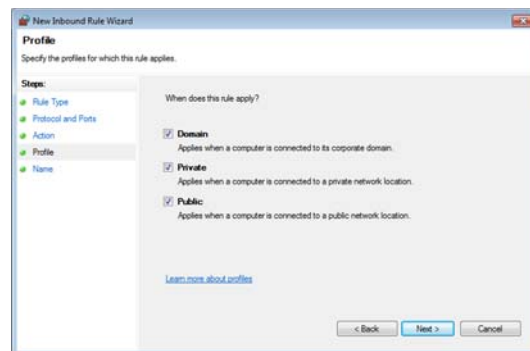 New Inbound Rule Wizard
Profile
Specify the profiles for which this rule applies.
Steps:
Rule Type
Protocol and Ports
Action
Profile
Name
When does this rule apply?
Domain
Applies when a computer is connected to its corporate domain.
Private
Applies when a computer is connected to a private network location.
Public
Applies when a computer is connected to a public network location.
Learn more about profiles
< Back
Next >
Cancel